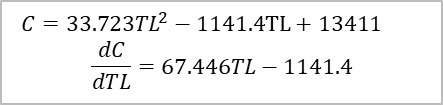 C = 33.723TL² − 1141.4TL + 13411
dC/dTL = 67.446TL − 1141.4